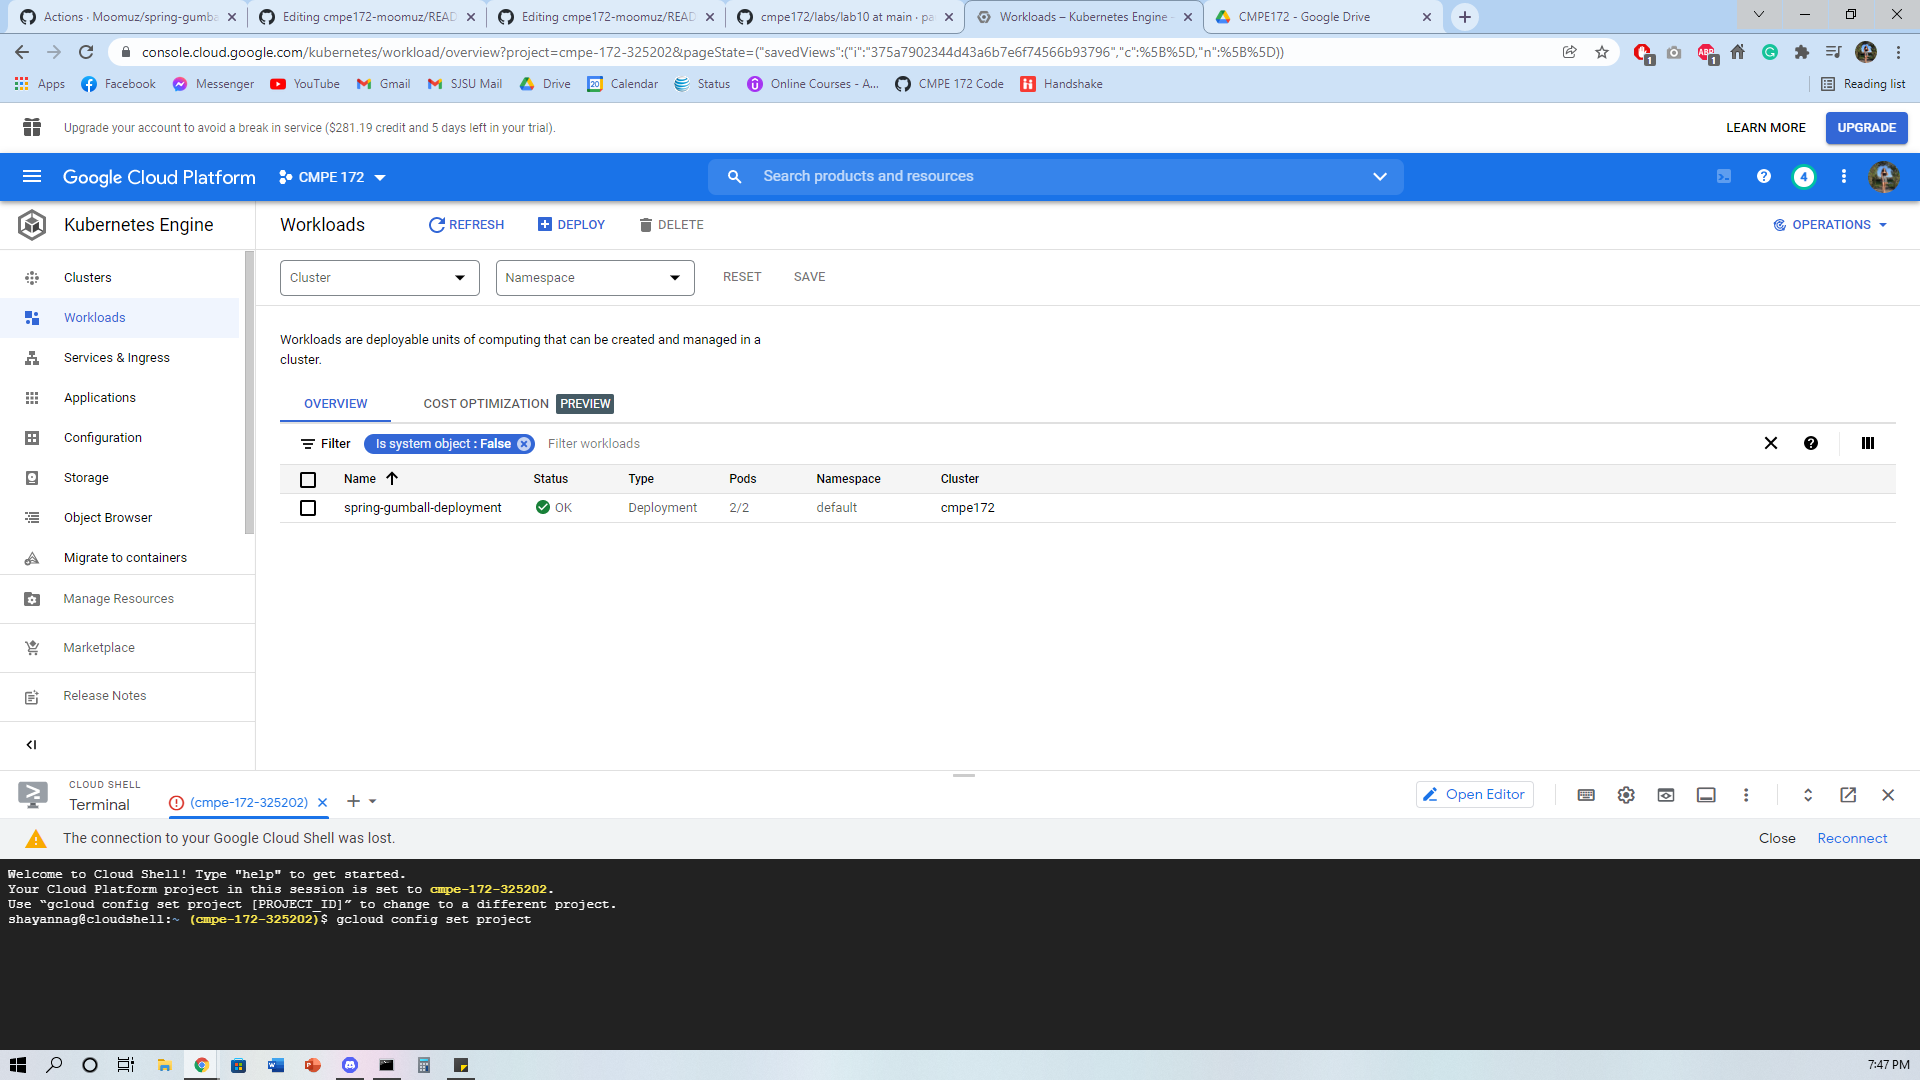 Actions · Moomuz/spring-gumba
Editing cmpe172-moomuz/READ
Editing cmpe172-moomuz/READ
cmpe172/labs/lab10 at main · pa
Workloads – Kubernetes Engine -
CMPE172 - Google Drive
console.cloud.google.com/kubernetes/workload/overview?project=cmpe-172-325202&pageState=("savedViews":("i":"375a7902344d43a6b7e6f74566b93796","c":%5B%5D,"n":%5B%5D))
1
ABP
1
Apps
Facebook
Messenger
YouTube
Gmail
SJSU Mail
Drive
20
Calendar
Status
Online Courses - A...
CMPE 172 Code
Handshake
Reading list
Upgrade your account to avoid a break in service ($281.19 credit and 5 days left in your trial).
LEARN MORE
UPGRADE
Google Cloud Platform
CMPE 172
Search products and resources
4
Kubernetes Engine
Workloads
REFRESH
DEPLOY
DELETE
OPERATIONS
Clusters
Workloads
Services & Ingress
Applications
Configuration
Storage
Object Browser
Migrate to containers
Manage Resources
Marketplace
Release Notes
Cluster
Namespace
RESET
SAVE
Workloads are deployable units of computing that can be created and managed in a
cluster.
OVERVIEW
COST OPTIMIZATION PREVIEW
Filter
Is system object : False
Filter workloads
Name Status Type Pods Namespace Cluster
spring-gumball-deployment OK Deployment 2/2 default cmpe172
CLOUD SHELL
Terminal
(cmpe-172-325202)
Open Editor
The connection to your Google Cloud Shell was lost.
Close
Reconnect
Welcome to Cloud Shell! Type "help" to get started.
Your Cloud Platform project in this session is set to cmpe-172-325202.
Use “gcloud config set project [PROJECT_ID]” to change to a different project.
shayannag@cloudshell:~ (cmpe-172-325202)$ gcloud config set project
7:47 PM